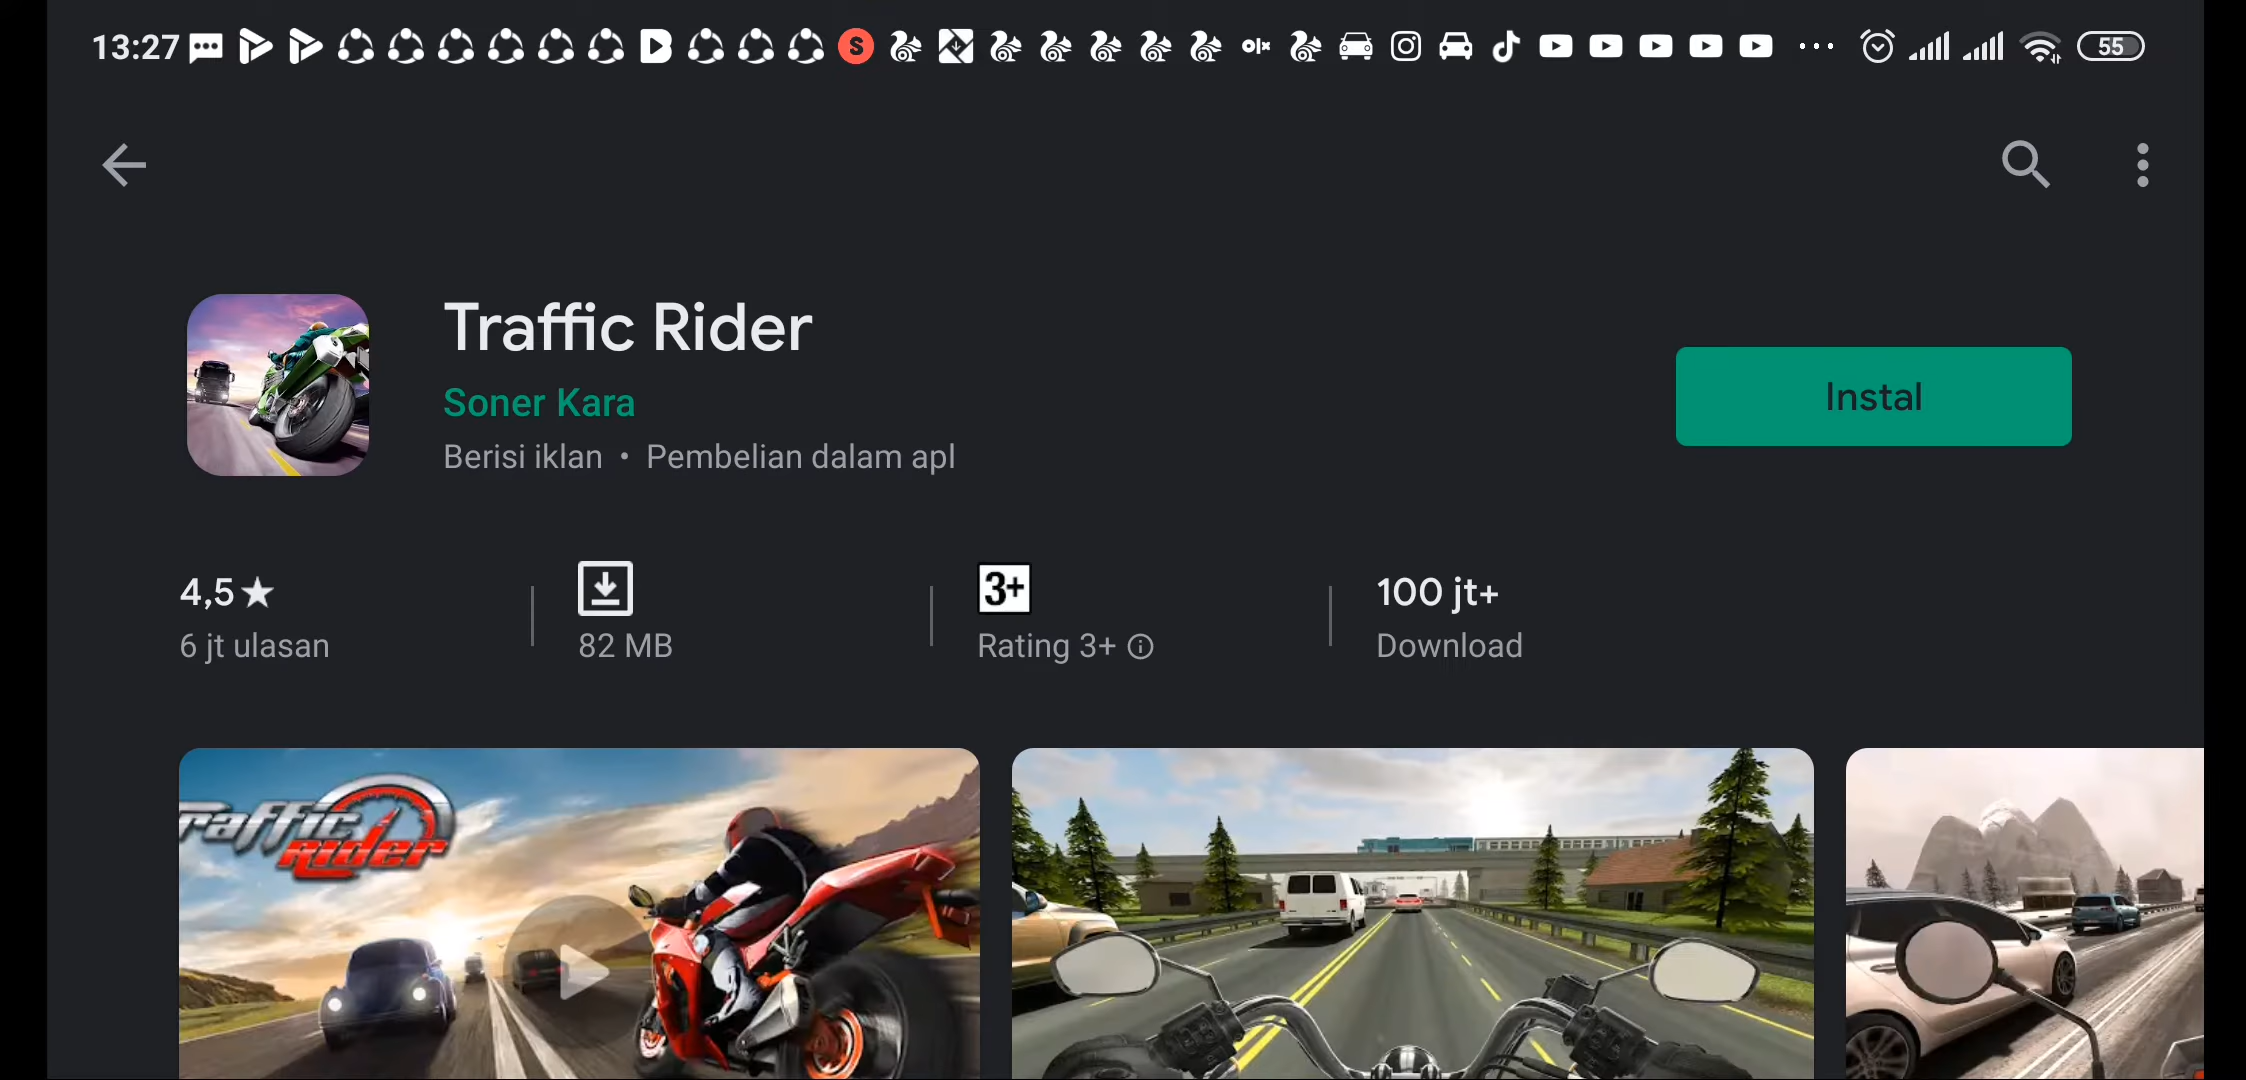 13:27 S olx 55
Traffic Rider
Soner Kara
Berisi iklan • Pembelian dalam apl
Instal
4,5★
6 jt ulasan
82 MB
3+
Rating 3+
100 jt+
Download
Traffic
Rider